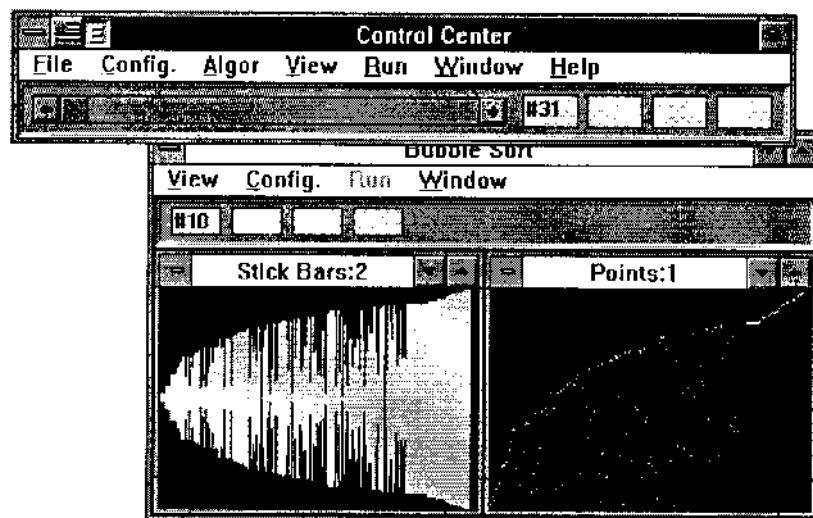 Control Center
File Config. Algor View Run Window Help
#31
Bubble Sort
View Config. Run Window
#10
Stick Bars:2 Points:1